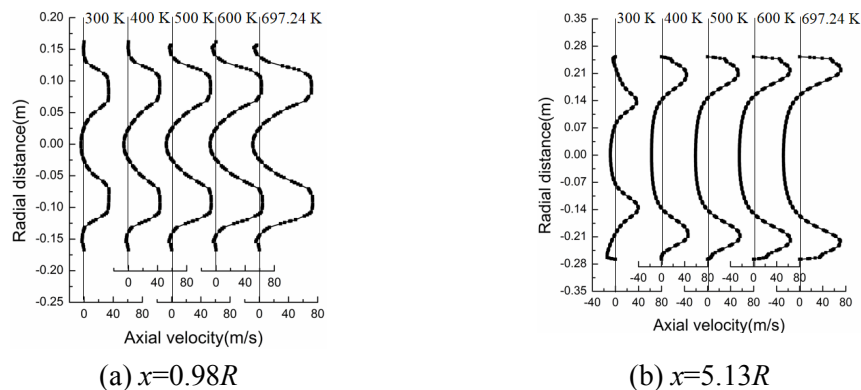 300 K 400 K 500 K 600 K 697.24 K
0.20
0.15
0.10
0.05
0.00
-0.05
-0.10
-0.15
-0.20
-0.25
Radial distance(m)
0 40 80 0 40 80
0 40 80 0 40 80 0 40 80
Axial velocity(m/s)
(a) x=0.98R
300 K 400 K 500 K 600 K 697.24 K
0.35
0.28
0.21
0.14
0.07
0.00
-0.07
-0.14
-0.21
-0.28
-0.35
Radial distance(m)
-40 0 40 80 -40 0 40 80
-40 0 40 80 -40 0 40 80 -40 0 40 80
Axial velocity(m/s)
(b) x=5.13R